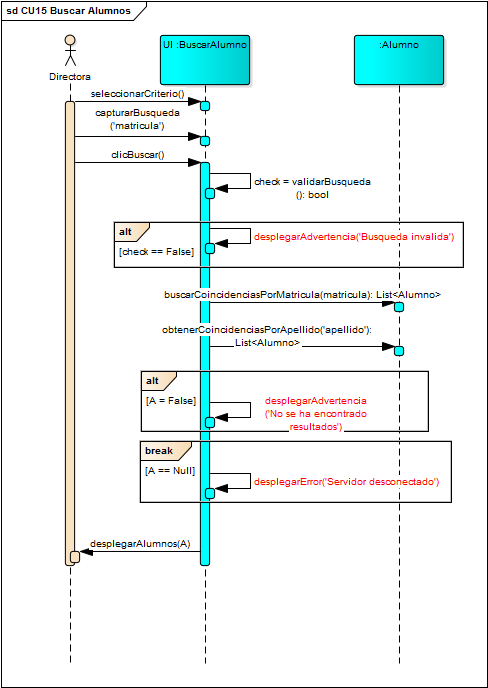 sd CU15 Buscar Alumnos
Directora
UI :BuscarAlumno
:Alumno
seleccionarCriterio()
capturarBusqueda
('matricula')
clicBuscar()
check = validarBusqueda
(): bool
alt
[check == False]
desplegarAdvertencia('Busqueda invalida')
buscarCoincidenciasPorMatricula(matricula): List<Alumno>
obtenerCoincidenciasPorApellido('apellido'):
List<Alumno>
alt
[A = False]
desplegarAdvertencia
('No se ha encontrado
resultados')
break
[A == Null]
desplegarError('Servidor desconectado')
desplegarAlumnos(A)